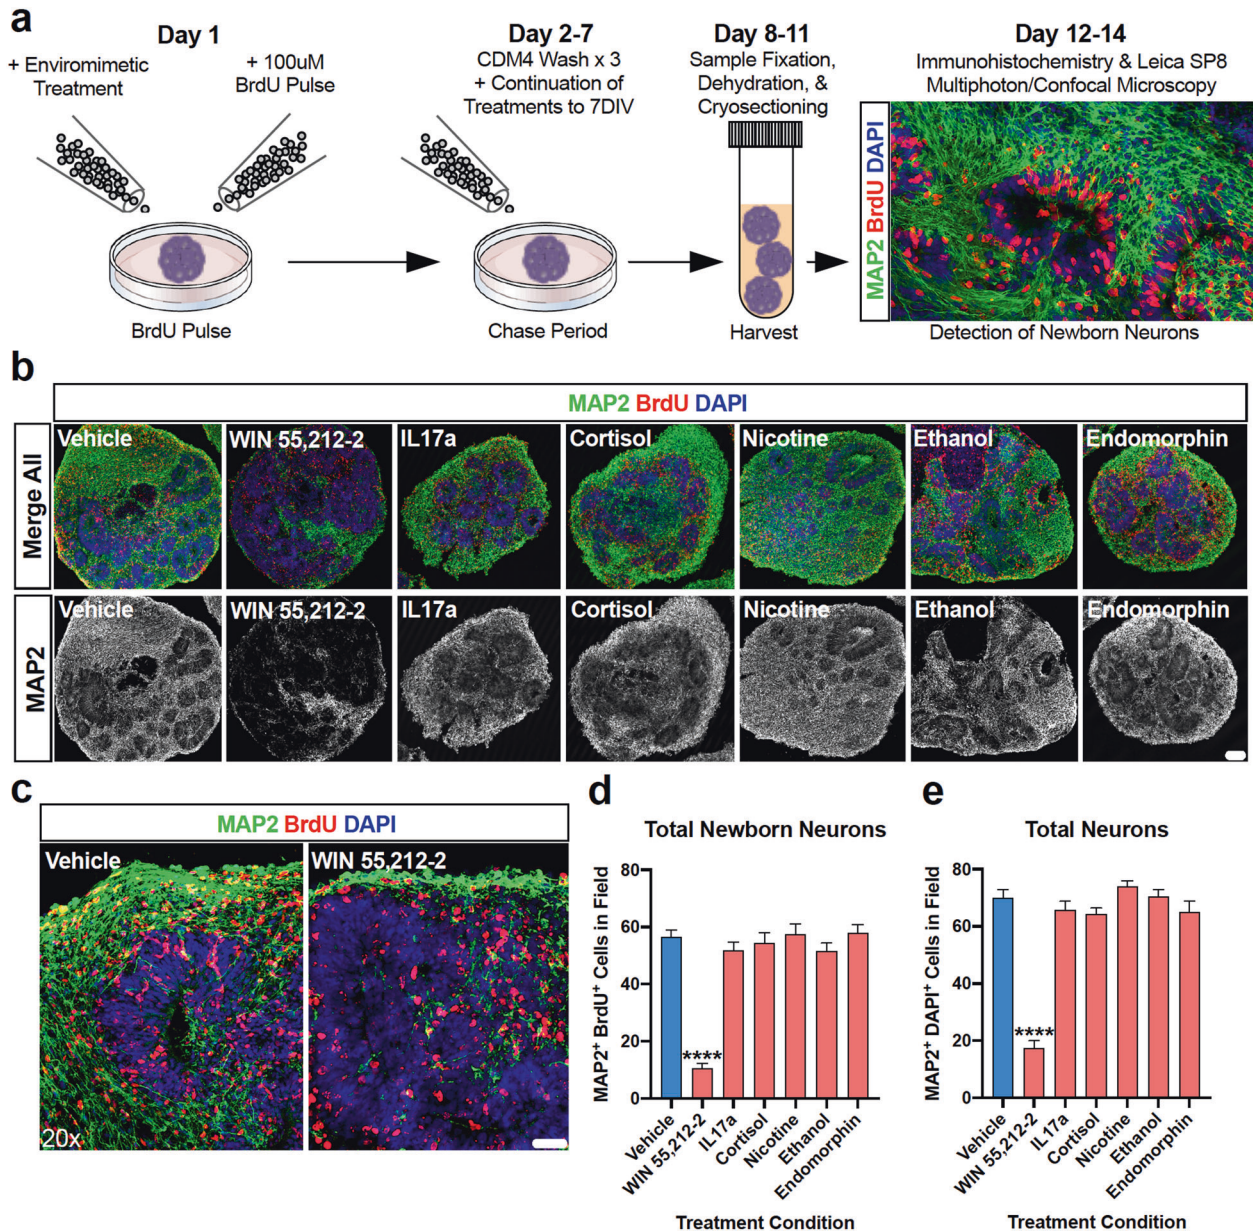 a
Day 1
+ Enviromimetic
Treatment
+ 100uM
BrdU Pulse
BrdU Pulse
Day 2-7
CDM4 Wash x 3
+ Continuation of
Treatments to 7DIV
Chase Period
Day 8-11
Sample Fixation,
Dehydration, &
Cryosectioning
Harvest
Day 12-14
Immunohistochemistry & Leica SP8
Multiphoton/Confocal Microscopy
MAP2 BrdU DAPI
Detection of Newborn Neurons
b
MAP2 BrdU DAPI
Merge All
Vehicle
WIN 55,212-2
IL17a
Cortisol
Nicotine
Ethanol
Endomorphin
MAP2
Vehicle
WIN 55,212-2
IL17a
Cortisol
Nicotine
Ethanol
Endomorphin
c
MAP2 BrdU DAPI
Vehicle
WIN 55,212-2
20x
d
Total Newborn Neurons
MAP2+ BrdU+ Cells in Field
80
60
40
20
0
****
Vehicle
WIN 55,212-2
IL17a
Cortisol
Nicotine
Ethanol
Endomorphin
Treatment Condition
e
Total Neurons
MAP2+ DAPI+ Cells in Field
80
60
40
20
0
****
Vehicle
WIN 55,212-2
IL17a
Cortisol
Nicotine
Ethanol
Endomorphin
Treatment Condition